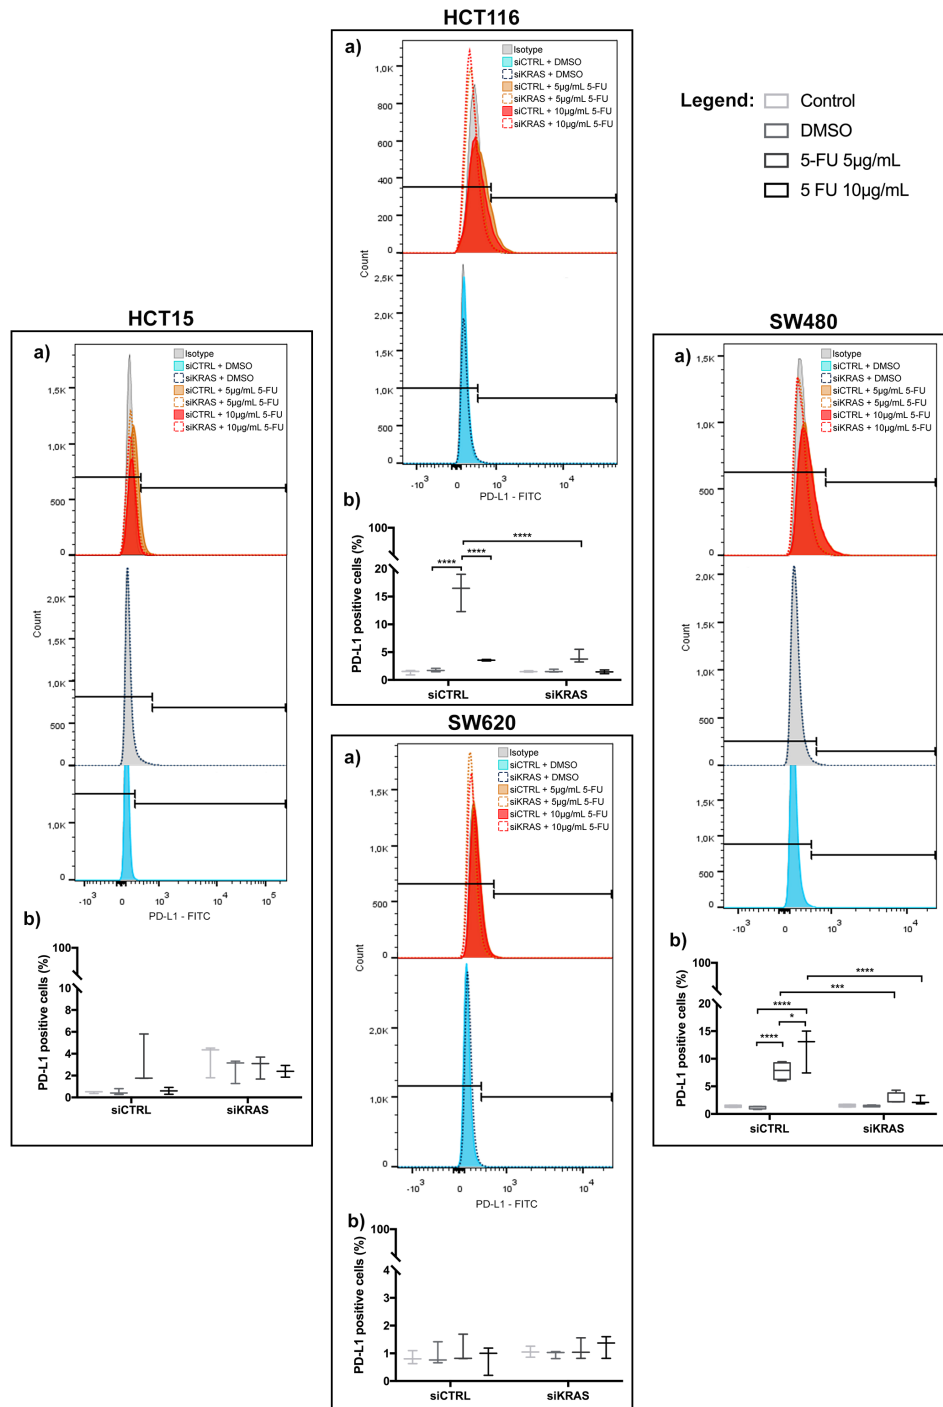 HCT116
a)
Isotype
siCTRL + DMSO
siKRAS + DMSO
siCTRL + 5µg/mL 5-FU
siKRAS + 5µg/mL 5-FU
siCTRL + 10µg/mL 5-FU
siKRAS + 10µg/mL 5-FU
1,0K
800
600
400
200
0
Count
2,5K
2,0K
1,5K
1,0K
500
0
-10³ 0 10³ 10⁴
PD-L1 - FITC
b)
PD-L1 positive cells (%)
100
20
15
10
5
0
****
****
****
siCTRL siKRAS
Legend:
Control
DMSO
5-FU 5µg/mL
5 FU 10µg/mL
HCT15
a)
Isotype
siCTRL + DMSO
siKRAS + DMSO
siCTRL + 5µg/mL 5-FU
siKRAS + 5µg/mL 5-FU
siCTRL + 10µg/mL 5-FU
siKRAS + 10µg/mL 5-FU
1,5K
1,0K
500
0
Count
2,0K
1,5K
1,0K
500
0
1,0K
0
-10³ 0 10³ 10⁴ 10⁵
PD-L1 - FITC
b)
PD-L1 positive cells (%)
100
10
8
6
4
2
0
siCTRL siKRAS
SW620
a)
Isotype
siCTRL + DMSO
siKRAS + DMSO
siCTRL + 5µg/mL 5-FU
siKRAS + 5µg/mL 5-FU
siCTRL + 10µg/mL 5-FU
siKRAS + 10µg/mL 5-FU
1,5K
1,0K
500
0
Count
2,0K
1,0K
0
-10³ 0 10³ 10⁴
PD-L1 - FITC
b)
PD-L1 positive cells (%)
100
4
3
2
1
0
siCTRL siKRAS
SW480
a)
Isotype
siCTRL + DMSO
siKRAS + DMSO
siCTRL + 5µg/mL 5-FU
siKRAS + 5µg/mL 5-FU
siCTRL + 10µg/mL 5-FU
siKRAS + 10µg/mL 5-FU
1,5K
1,0K
500
0
Count
2,0K
1,5K
1,0K
500
0
1,0K
500
0
-10³ 0 10³ 10⁴
PD-L1 - FITC
b)
PD-L1 positive cells (%)
100
20
15
10
5
0
****
***
****
*
****
siCTRL siKRAS